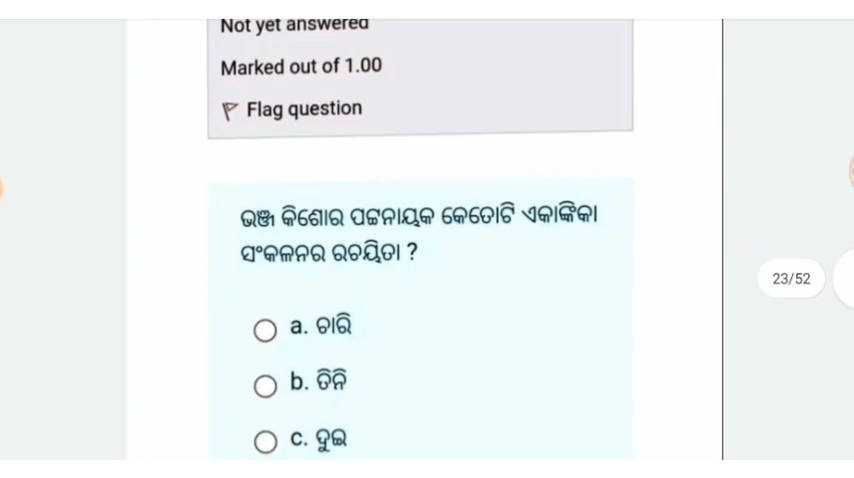 Not yet answered
Marked out of 1.00
Flag question
ଭଞ୍ଜ କିଶୋର ପଟ୍ଟନାୟକ କେତୋଟି ଏକାଙ୍କିକା
ସଂକଳନର ରଚୟିତା ?
23/52
a. ଚାରି
b. ତିନି
c. ଦୁଇ